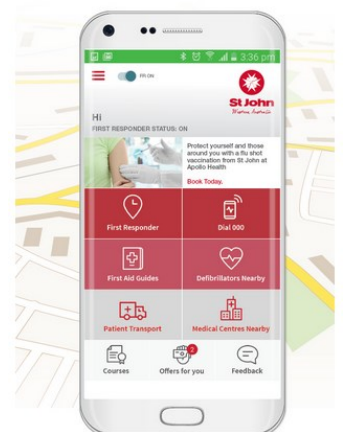 3:36 pm
FR ON
St John
Hi
FIRST RESPONDER STATUS: ON
Protect yourself and those
around you with a flu shot
vaccination from St John at
Apollo Health
Book Today.
First Responder
Dial 000
First Aid Guides
Defibrillators Nearby
Patient Transport
Medical Centres Nearby
2
Courses
Offers for you
Feedback